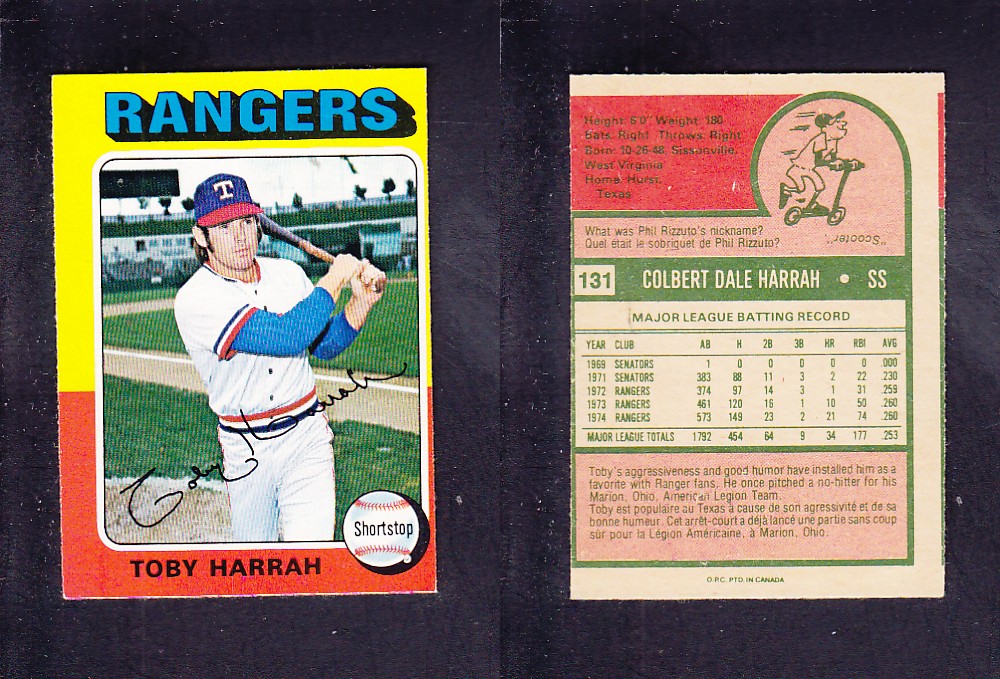 RANGERS
T
Toby Harrah
Shortstop
TOBY HARRAH
Height: 6'0" Weight: 180
Bats: Right Throws: Right
Born: 10-26-48, Sissonville,
West Virginia
Home: Hurst,
Texas
What was Phil Rizzuto's nickname?
Quel était le sobriquet de Phil Rizzuto?
"Scooter"
131 COLBERT DALE HARRAH • SS
MAJOR LEAGUE BATTING RECORD
YEAR CLUB AB H 2B 3B HR RBI AVG
1969 SENATORS 1 0 0 0 0 0 .000
1971 SENATORS 383 88 11 3 2 22 .230
1972 RANGERS 374 97 14 3 1 31 .259
1973 RANGERS 461 120 16 1 10 50 .260
1974 RANGERS 573 149 23 2 21 74 .260
MAJOR LEAGUE TOTALS 1792 454 64 9 34 177 .253
Toby's aggressiveness and good humor have installed him as a
favorite with Ranger fans. He once pitched a no-hitter for his
Marion, Ohio, American Legion Team.
Toby est populaire au Texas à cause de son agressivité et de sa
bonne humeur. Cet arrêt-court a déjà lancé une partie sans coup
sûr pour la Légion Américaine, à Marion, Ohio.
O.P.C. PTD. IN CANADA